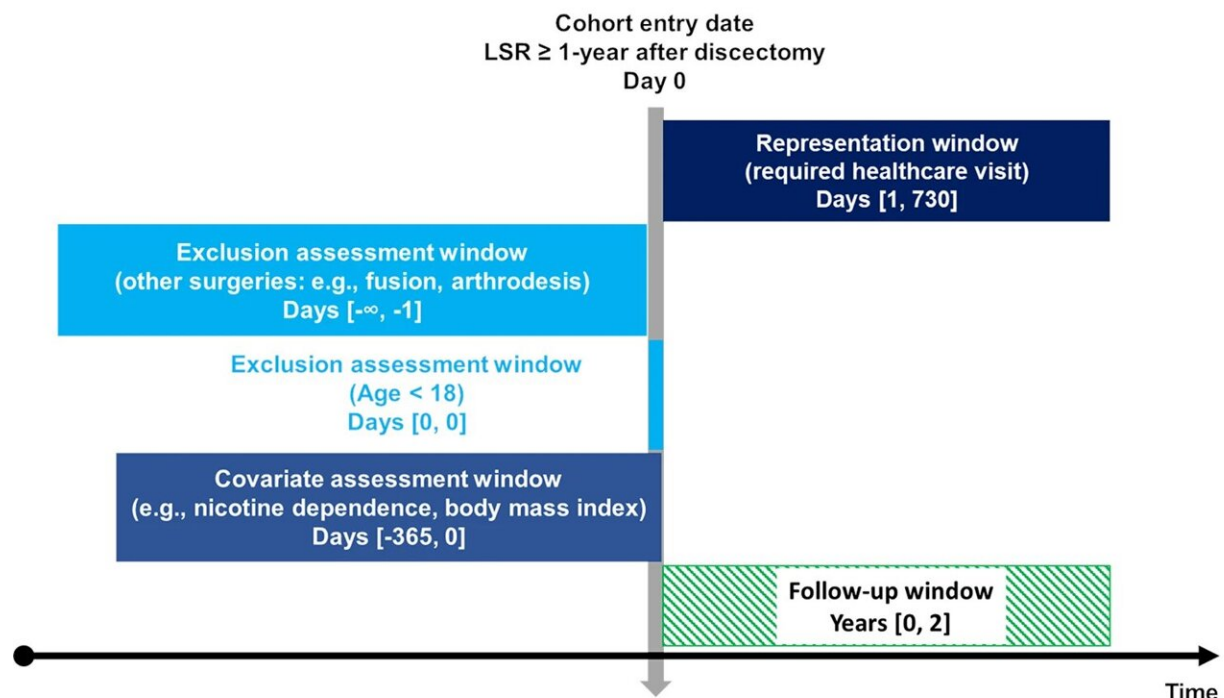 Cohort entry date
LSR ≥ 1-year after discectomy
Day 0
Representation window
(required healthcare visit)
Days [1, 730]
Exclusion assessment window
(other surgeries: e.g., fusion, arthrodesis)
Days [-∞, -1]
Exclusion assessment window
(Age < 18)
Days [0, 0]
Covariate assessment window
(e.g., nicotine dependence, body mass index)
Days [-365, 0]
Follow-up window
Years [0, 2]
Time